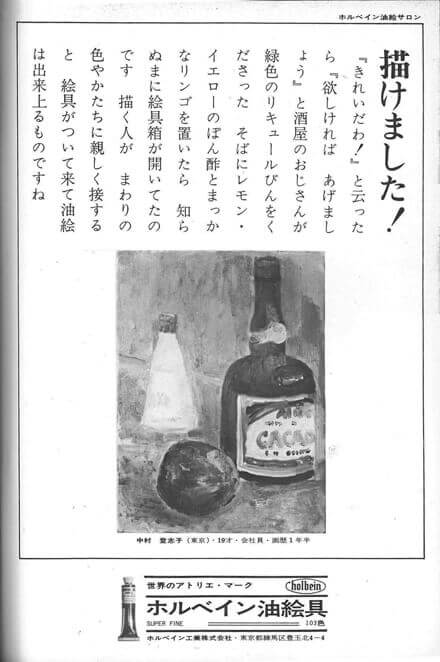 ホルベイン油絵サロン
描けました!
『きれいだわ!』と云った
ら『欲しければ あげまし
ょう』と酒屋のおじさんが
緑色のリキュールびんをく
ださった そばにレモン・
イエローのぽん酢とまっか
なリンゴを置いたら 知ら
ぬまに絵具箱が開いてたの
です 描く人が まわりの
色やかたちに親しく接する
と 絵具がついて来て油絵
は出来上るものですね
CACAO
中村 登志子(東京)・19才・会社員・画歴1年半
世界のアトリエ・マーク
holbein
ホルベイン油絵具
SUPER FINE
103色
ホルベイン工業株式会社・東京都練馬区豊玉北4-4